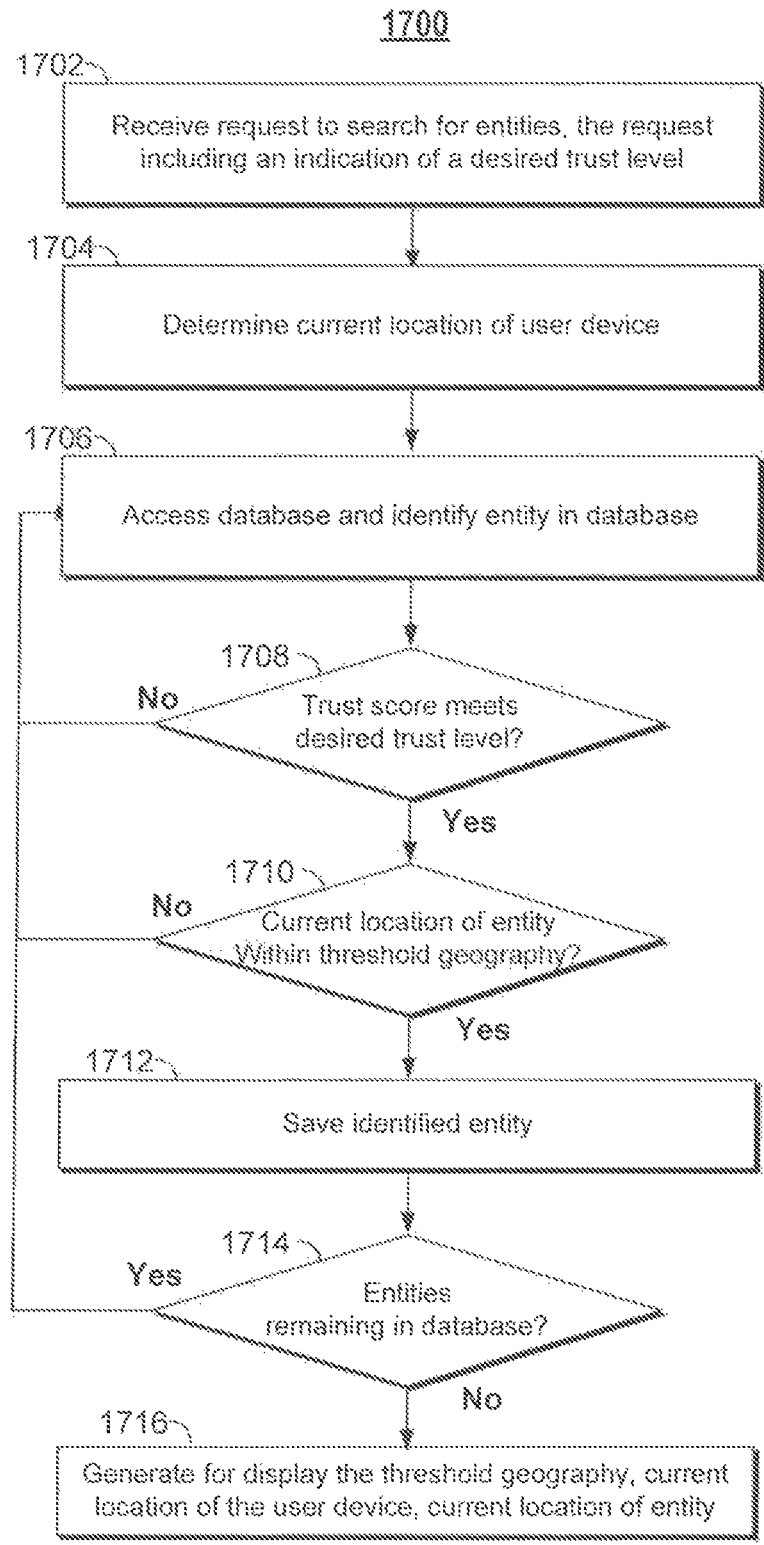 1700
1702
Receive request to search for entities, the request
including an indication of a desired trust level
1704
Determine current location of user device
1706
Access database and identify entity in database
1708
No
Trust score meets
desired trust level?
Yes
1710
No
Current location of entity
Within threshold geography?
Yes
1712
Save identified entity
1714
Yes
Entities
remaining in database?
No
1716
Generate for display the threshold geography, current
location of the user device, current location of entity